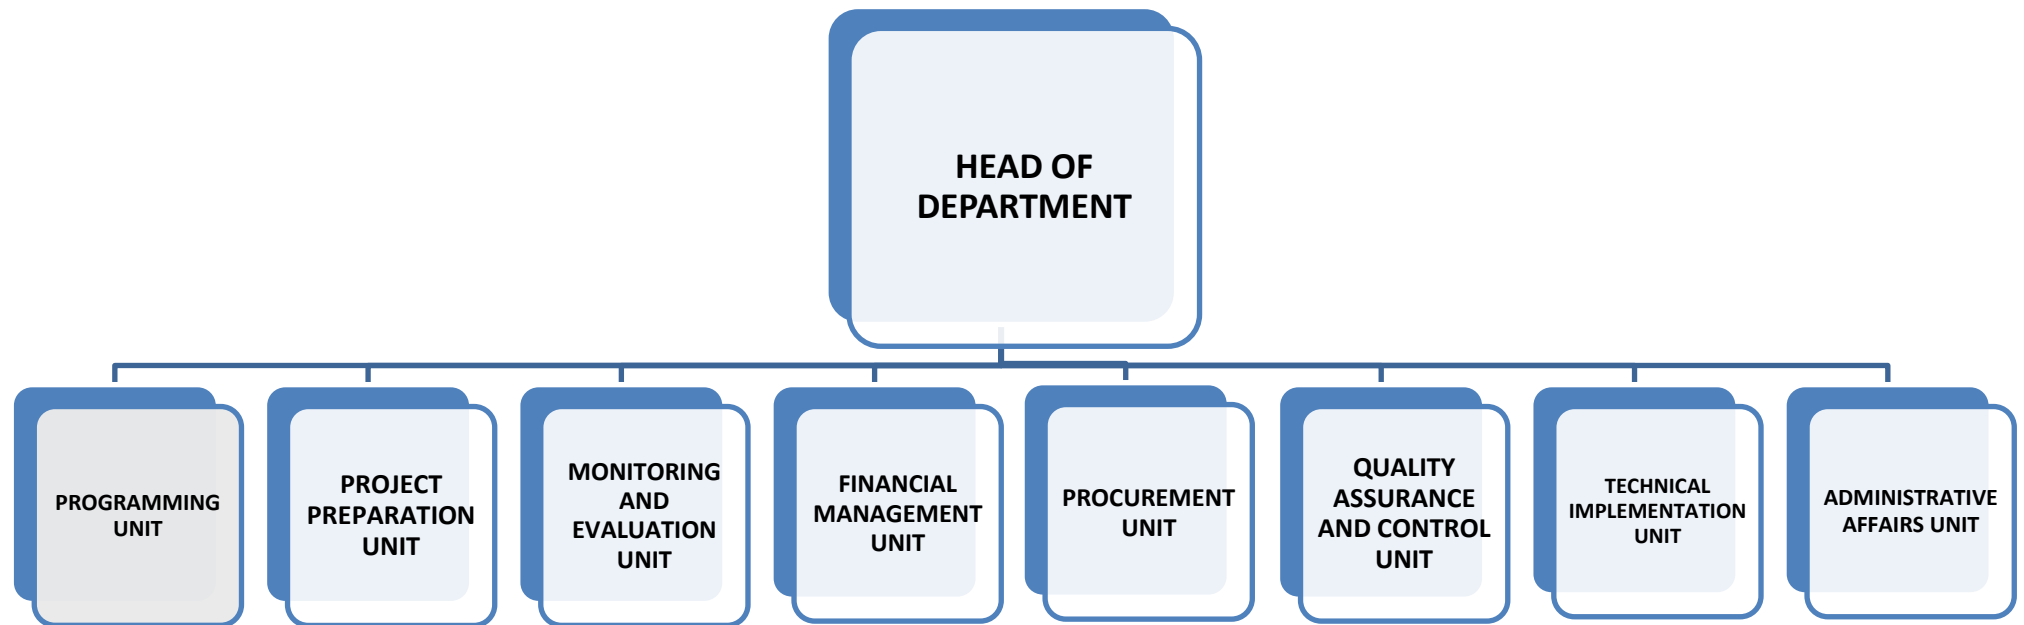 HEAD OF
DEPARTMENT
PROGRAMMING
UNIT
PROJECT
PREPARATION
UNIT
MONITORING
AND
EVALUATION
UNIT
FINANCIAL
MANAGEMENT
UNIT
PROCUREMENT
UNIT
QUALITY
ASSURANCE
AND CONTROL
UNIT
TECHNICAL
IMPLEMENTATION
UNIT
ADMINISTRATIVE
AFFAIRS UNIT